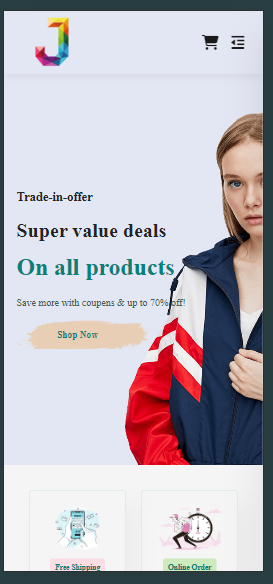 J
Trade-in-offer
Super value deals
On all products
Save more with coupons & up to 70% off!
Shop Now
Free Shipping
Online Order